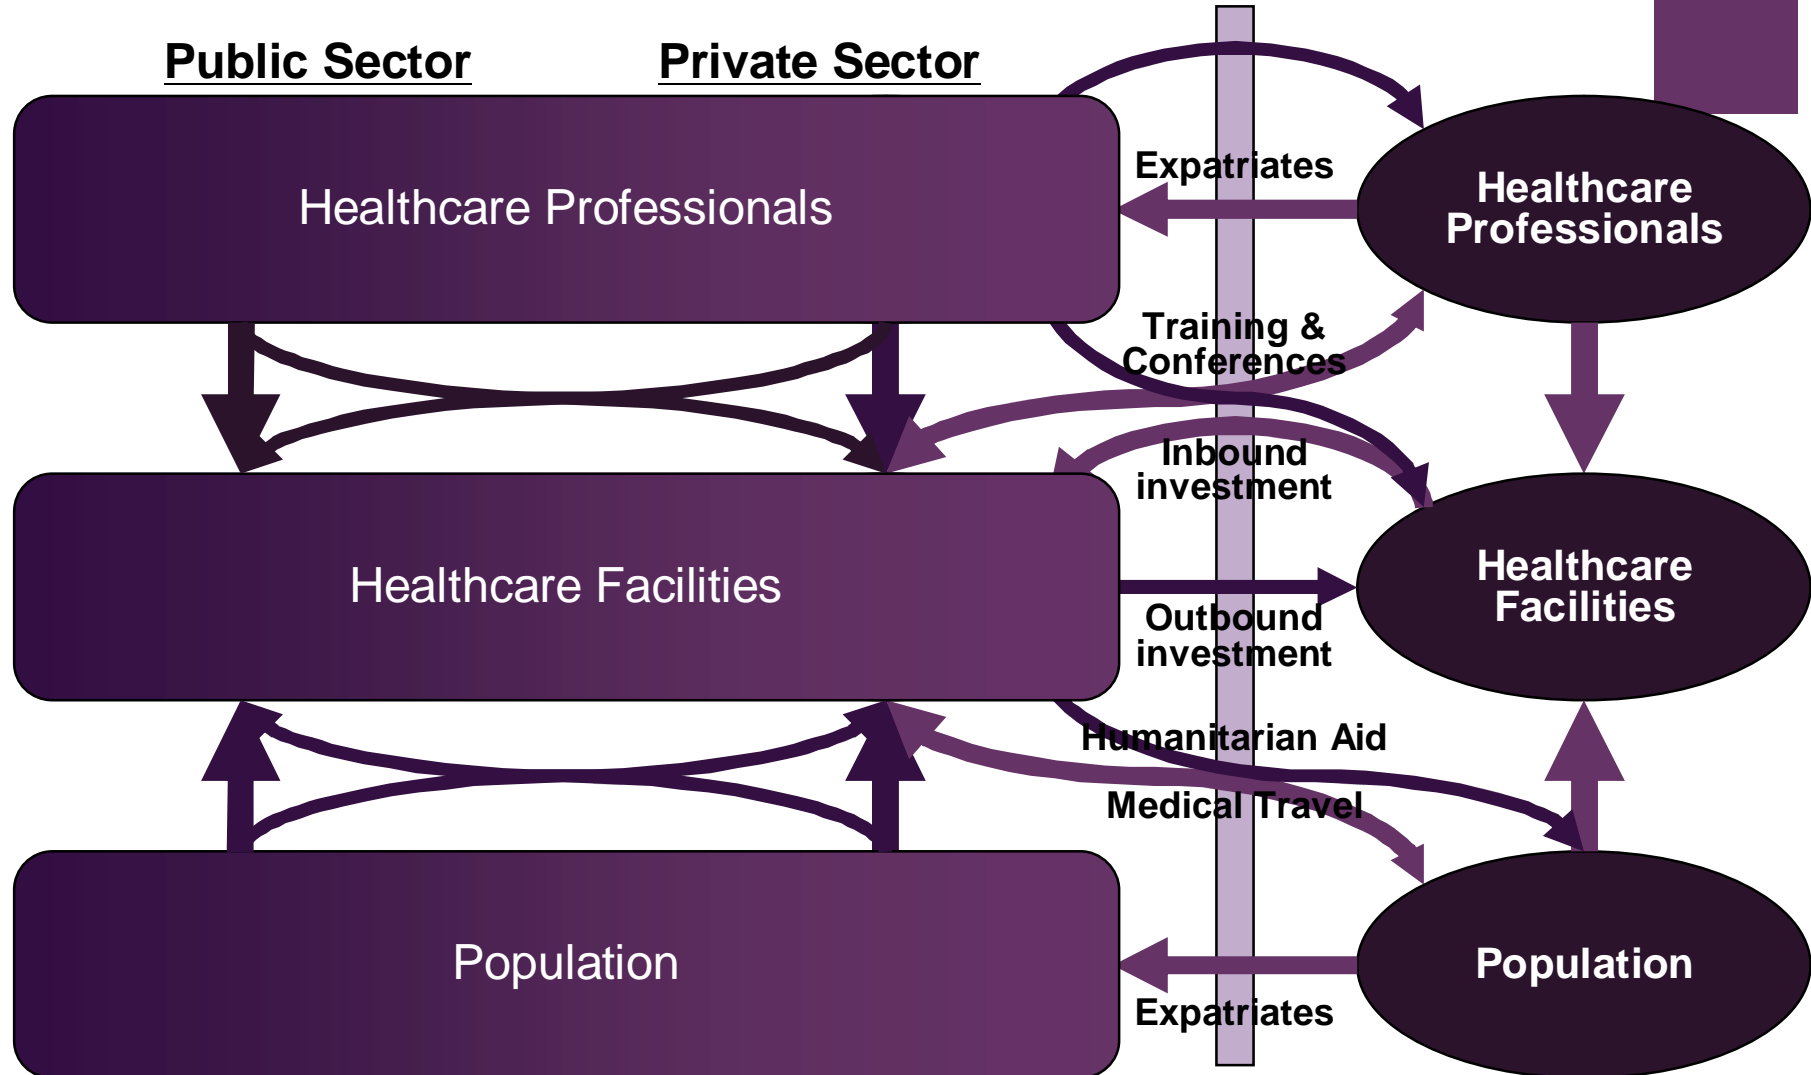 Public Sector
Private Sector
Healthcare Professionals
Expatriates
Healthcare
Professionals
Training &
Conferences
Inbound
investment
Healthcare Facilities
Healthcare
Facilities
Outbound
investment
Humanitarian Aid
Medical Travel
Population
Population
Expatriates